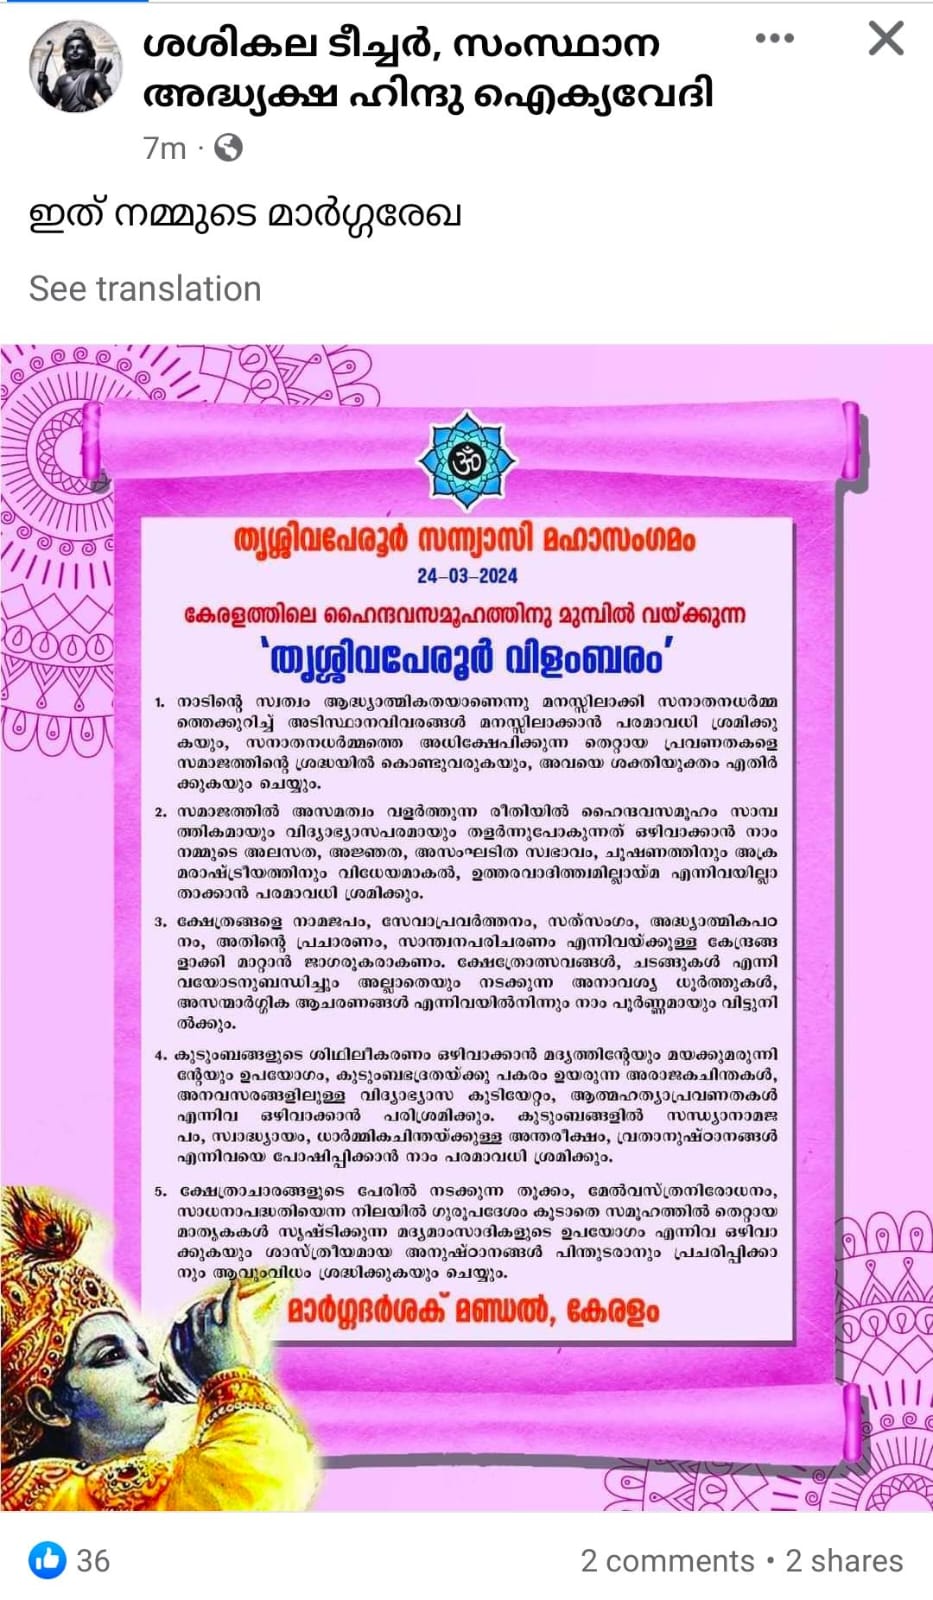 ശശികല ടീച്ചർ, സംസ്ഥാന
അദ്ധ്യക്ഷ ഹിന്ദു ഐക്യവേദി
7m ·
ഇത് നമ്മുടെ മാർഗ്ഗരേഖ
See translation
ॐ
തൃശ്ശിവപേരൂർ സന്ന്യാസി മഹാസംഗമം
24-03-2024
കേരളത്തിലെ ഹൈന്ദവസമൂഹത്തിനു മുമ്പിൽ വയ്ക്കുന്ന
'തൃശ്ശിവപേരൂർ വിളംബരം'
1. നാടിന്റെ സ്വത്വം ആദ്ധ്യാത്മികതയാണെന്നു മനസ്സിലാക്കി സനാതനധർമ്മ
ത്തെക്കുറിച്ച് അടിസ്ഥാനവിവരങ്ങൾ മനസ്സിലാക്കാൻ പരമാവധി ശ്രമിക്കു
കയും, സനാതനധർമ്മത്തെ അധിക്ഷേപിക്കുന്ന തെറ്റായ പ്രവണതകളെ
സമാജത്തിന്റെ ശ്രദ്ധയിൽ കൊണ്ടുവരുകയും, അവയെ ശക്തിയുക്തം എതിർ
ക്കുകയും ചെയ്യും.
2. സമാജത്തിൽ അസമത്വം വളർത്തുന്ന രീതിയിൽ ഹൈന്ദവസമൂഹം സാമ്പ
ത്തികമായും വിദ്യാഭ്യാസപരമായും തളർന്നുപോകുന്നത് ഒഴിവാക്കാൻ നാം
നമ്മുടെ അലസത, അജ്ഞത, അസംഘടിത സ്വഭാവം, ചൂഷണത്തിനും അക്ര
മരാഷ്ട്രീയത്തിനും വിധേയമാകൽ, ഉത്തരവാദിത്ത്വമില്ലായ്മ എന്നിവയില്ലാ
താക്കാൻ പരമാവധി ശ്രമിക്കും.
3. ക്ഷേത്രങ്ങളെ നാമജപം, സേവാപ്രവർത്തനം, സത്സംഗം, അദ്ധ്യാത്മികപഠ
നം, അതിന്റെ പ്രചാരണം, സാന്ത്വനപരിചരണം എന്നിവയ്ക്കുള്ള കേന്ദ്രങ്ങ
ളാക്കി മാറ്റാൻ ജാഗരൂകരാകണം. ക്ഷേത്രോത്സവങ്ങൾ, ചടങ്ങുകൾ എന്നി
വയോടനുബന്ധിച്ചും അല്ലാതെയും നടക്കുന്ന അനാവശ്യ ധൂർത്തുകൾ,
അസന്മാർഗ്ഗിക ആചരണങ്ങൾ എന്നിവയിൽനിന്നും നാം പൂർണ്ണമായും വിട്ടുനി
ൽക്കും.
4. കുടുംബങ്ങളുടെ ശിഥിലീകരണം ഒഴിവാക്കാൻ മദ്യത്തിന്റേയും മയക്കുമരുന്നി
ന്റേയും ഉപയോഗം, കുടുംബഭദ്രതയ്ക്കു പകരം ഉയരുന്ന അരാജകചിന്തകൾ,
അനവസരങ്ങളിലുള്ള വിദ്യാഭ്യാസ കുടിയേറ്റം, ആത്മഹത്യാപ്രവണതകൾ
എന്നിവ ഒഴിവാക്കാൻ പരിശ്രമിക്കും. കുടുംബങ്ങളിൽ സന്ധ്യാനാമജ
പം, സ്വാദ്ധ്യായം, ധാർമ്മികചിന്തയ്ക്കുള്ള അന്തരീക്ഷം, വ്രതാനുഷ്ഠാനങ്ങൾ
എന്നിവയെ പോഷിപ്പിക്കാൻ നാം പരമാവധി ശ്രമിക്കും.
5. ക്ഷേത്രാചാരങ്ങളുടെ പേരിൽ നടക്കുന്ന തൂക്കം, മേൽവസ്ത്രനിരോധനം,
സാധനാപദ്ധതിയെന്ന നിലയിൽ ഗുരൂപദേശം കൂടാതെ സമൂഹത്തിൽ തെറ്റായ
മാതൃകകൾ സൃഷ്ടിക്കുന്ന മദ്യമാംസാദികളുടെ ഉപയോഗം എന്നിവ ഒഴിവാ
ക്കുകയും ശാസ്ത്രീയമായ അനുഷ്ഠാനങ്ങൾ പിന്തുടരാനും പ്രചരിപ്പിക്കാ
നും ആവുംവിധം ശ്രദ്ധിക്കുകയും ചെയ്യും.
മാർഗ്ഗദർശക് മണ്ഡൽ, കേരളം
36
2 comments • 2 shares